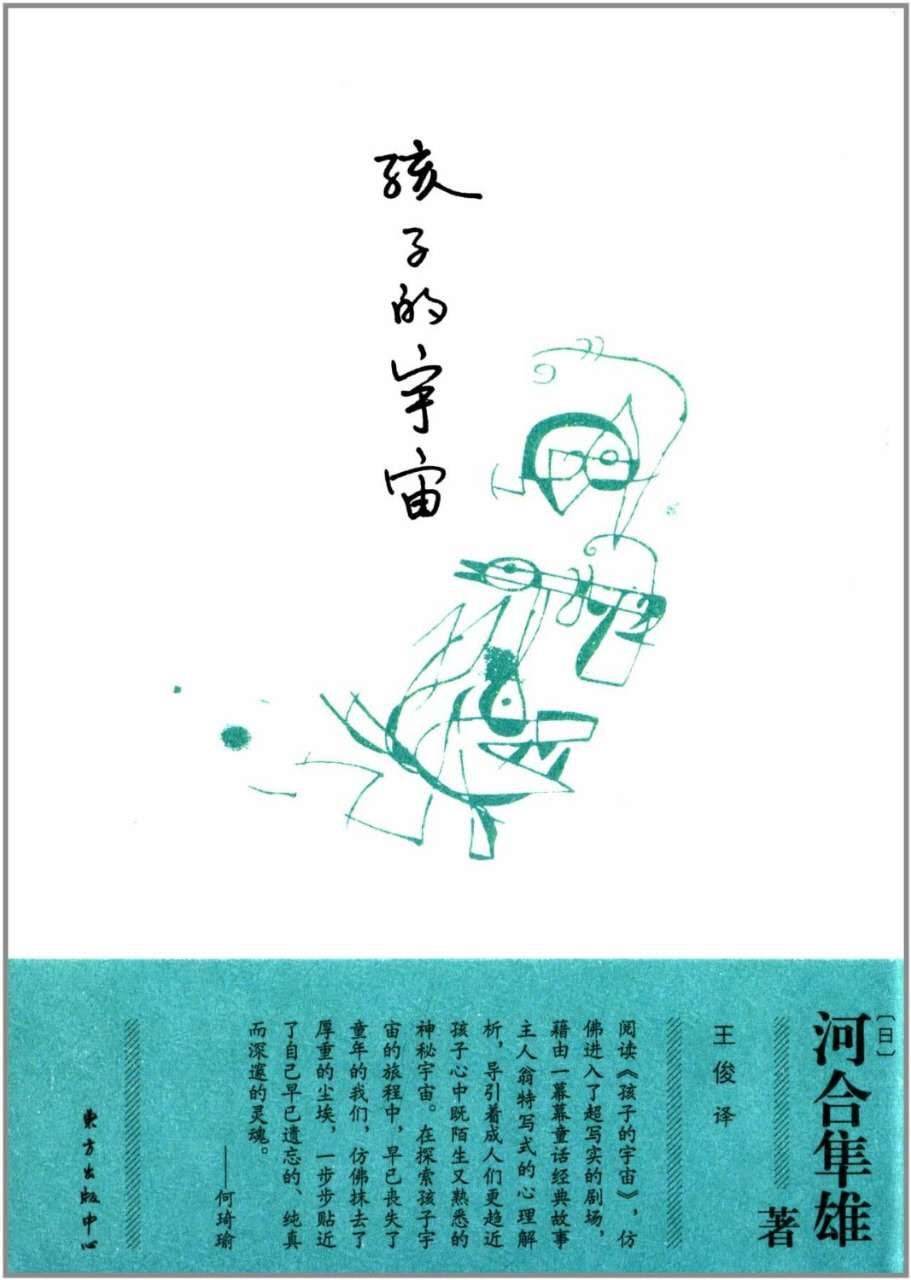 孩子的宇宙
〔日〕
河合隼雄
著
王俊 译
阅读《孩子的宇宙》，仿
佛进入了超写实的剧场，
藉由一幕幕童话经典故事
主人翁特写式的心理解
析，导引着成人们更趋近
孩子心中既陌生又熟悉的
神秘宇宙。在探索孩子宇
宙的旅程中，早已丧失了
童年的我们，仿佛抹去了
厚重的尘埃，一步步贴近
了自己早已遗忘的、纯真
而深邃的灵魂。
——何琦瑜
东方出版中心